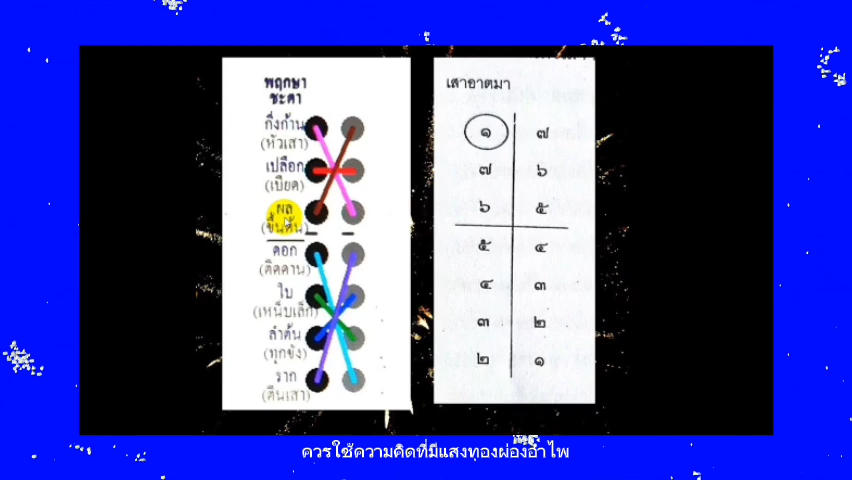 พฤกษา
ชะตา
กิ่งก้าน
(หัวเสา)
เปลือก
(เบียด)
ผล
(ขึ้นต้น)
ดอก
(ติดดาน)
ใบ
(เหน็บเล็ก)
ลำต้น
(ทุกขัง)
ราก
(ตีนเสา)
เสาอาตมา
๑ ๗
๗ ๖
๖ ๕
๕ ๔
๔ ๓
๓ ๒
๒ ๑
ควรใช้ความคิดที่มีแสงทองผ่องอำไพ